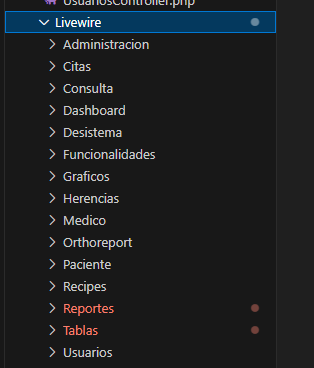 UsuariosController.php
Livewire
Administracion
Citas
Consulta
Dashboard
Desistema
Funcionalidades
Graficos
Herencias
Medico
Orthoreport
Paciente
Recipes
Reportes
Tablas
Usuarios